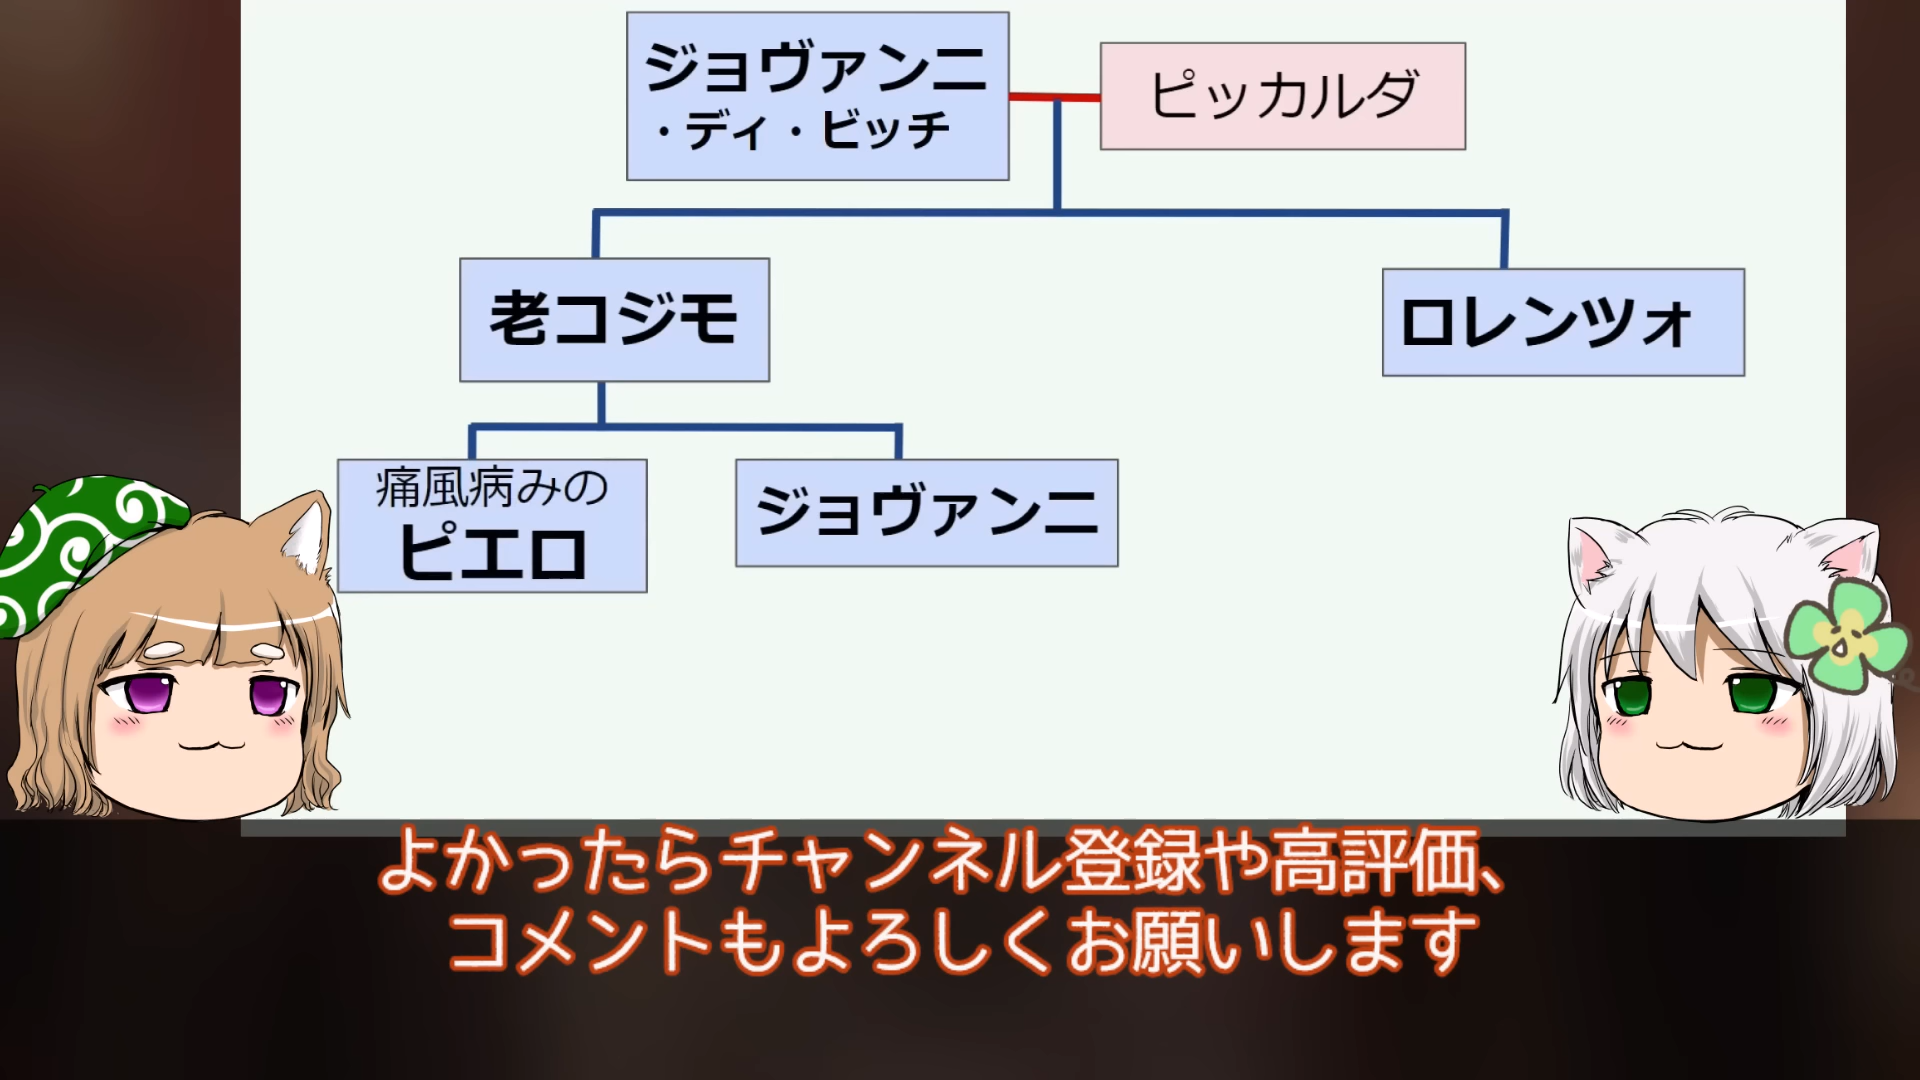 ジョヴァンニ
・ディ・ビッチ
ピッカルダ
老コジモ
ロレンツォ
痛風病みの
ピエロ
ジョヴァンニ
よかったらチャンネル登録や高評価、
コメントもよろしくお願いします